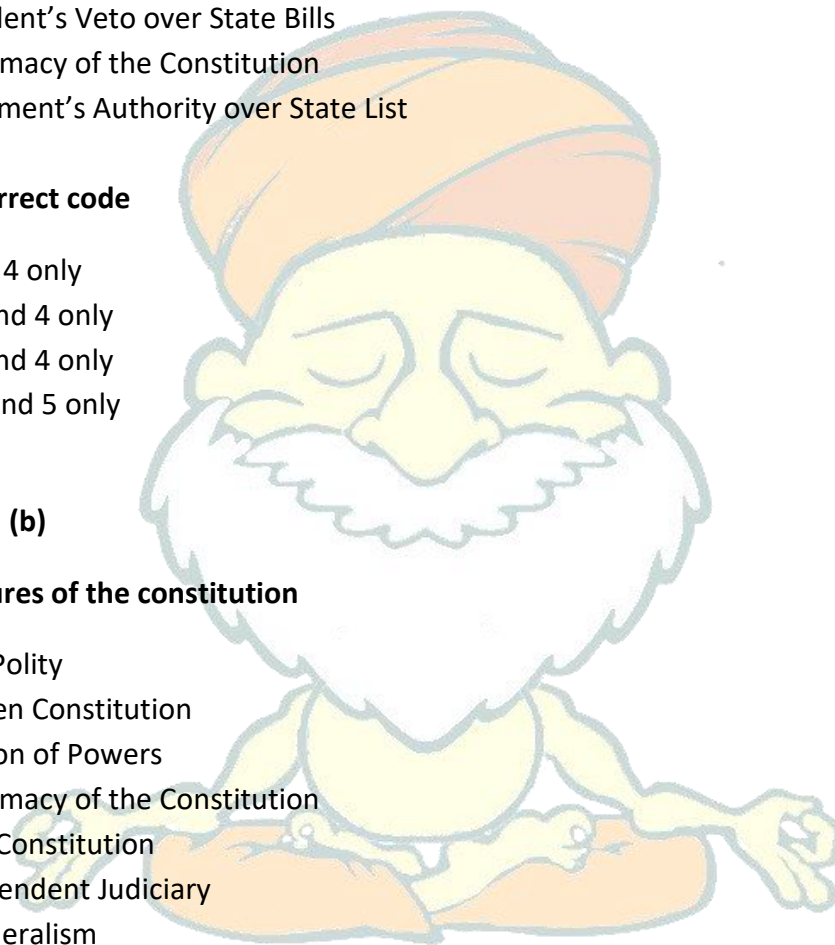 dent’s Veto over State Bills
macy of the Constitution
ment’s Authority over State List
rrect code
4 only
nd 4 only
nd 4 only
nd 5 only
(b)
ures of the constitution
Polity
en Constitution
on of Powers
macy of the Constitution
Constitution
endent Judiciary
eralism